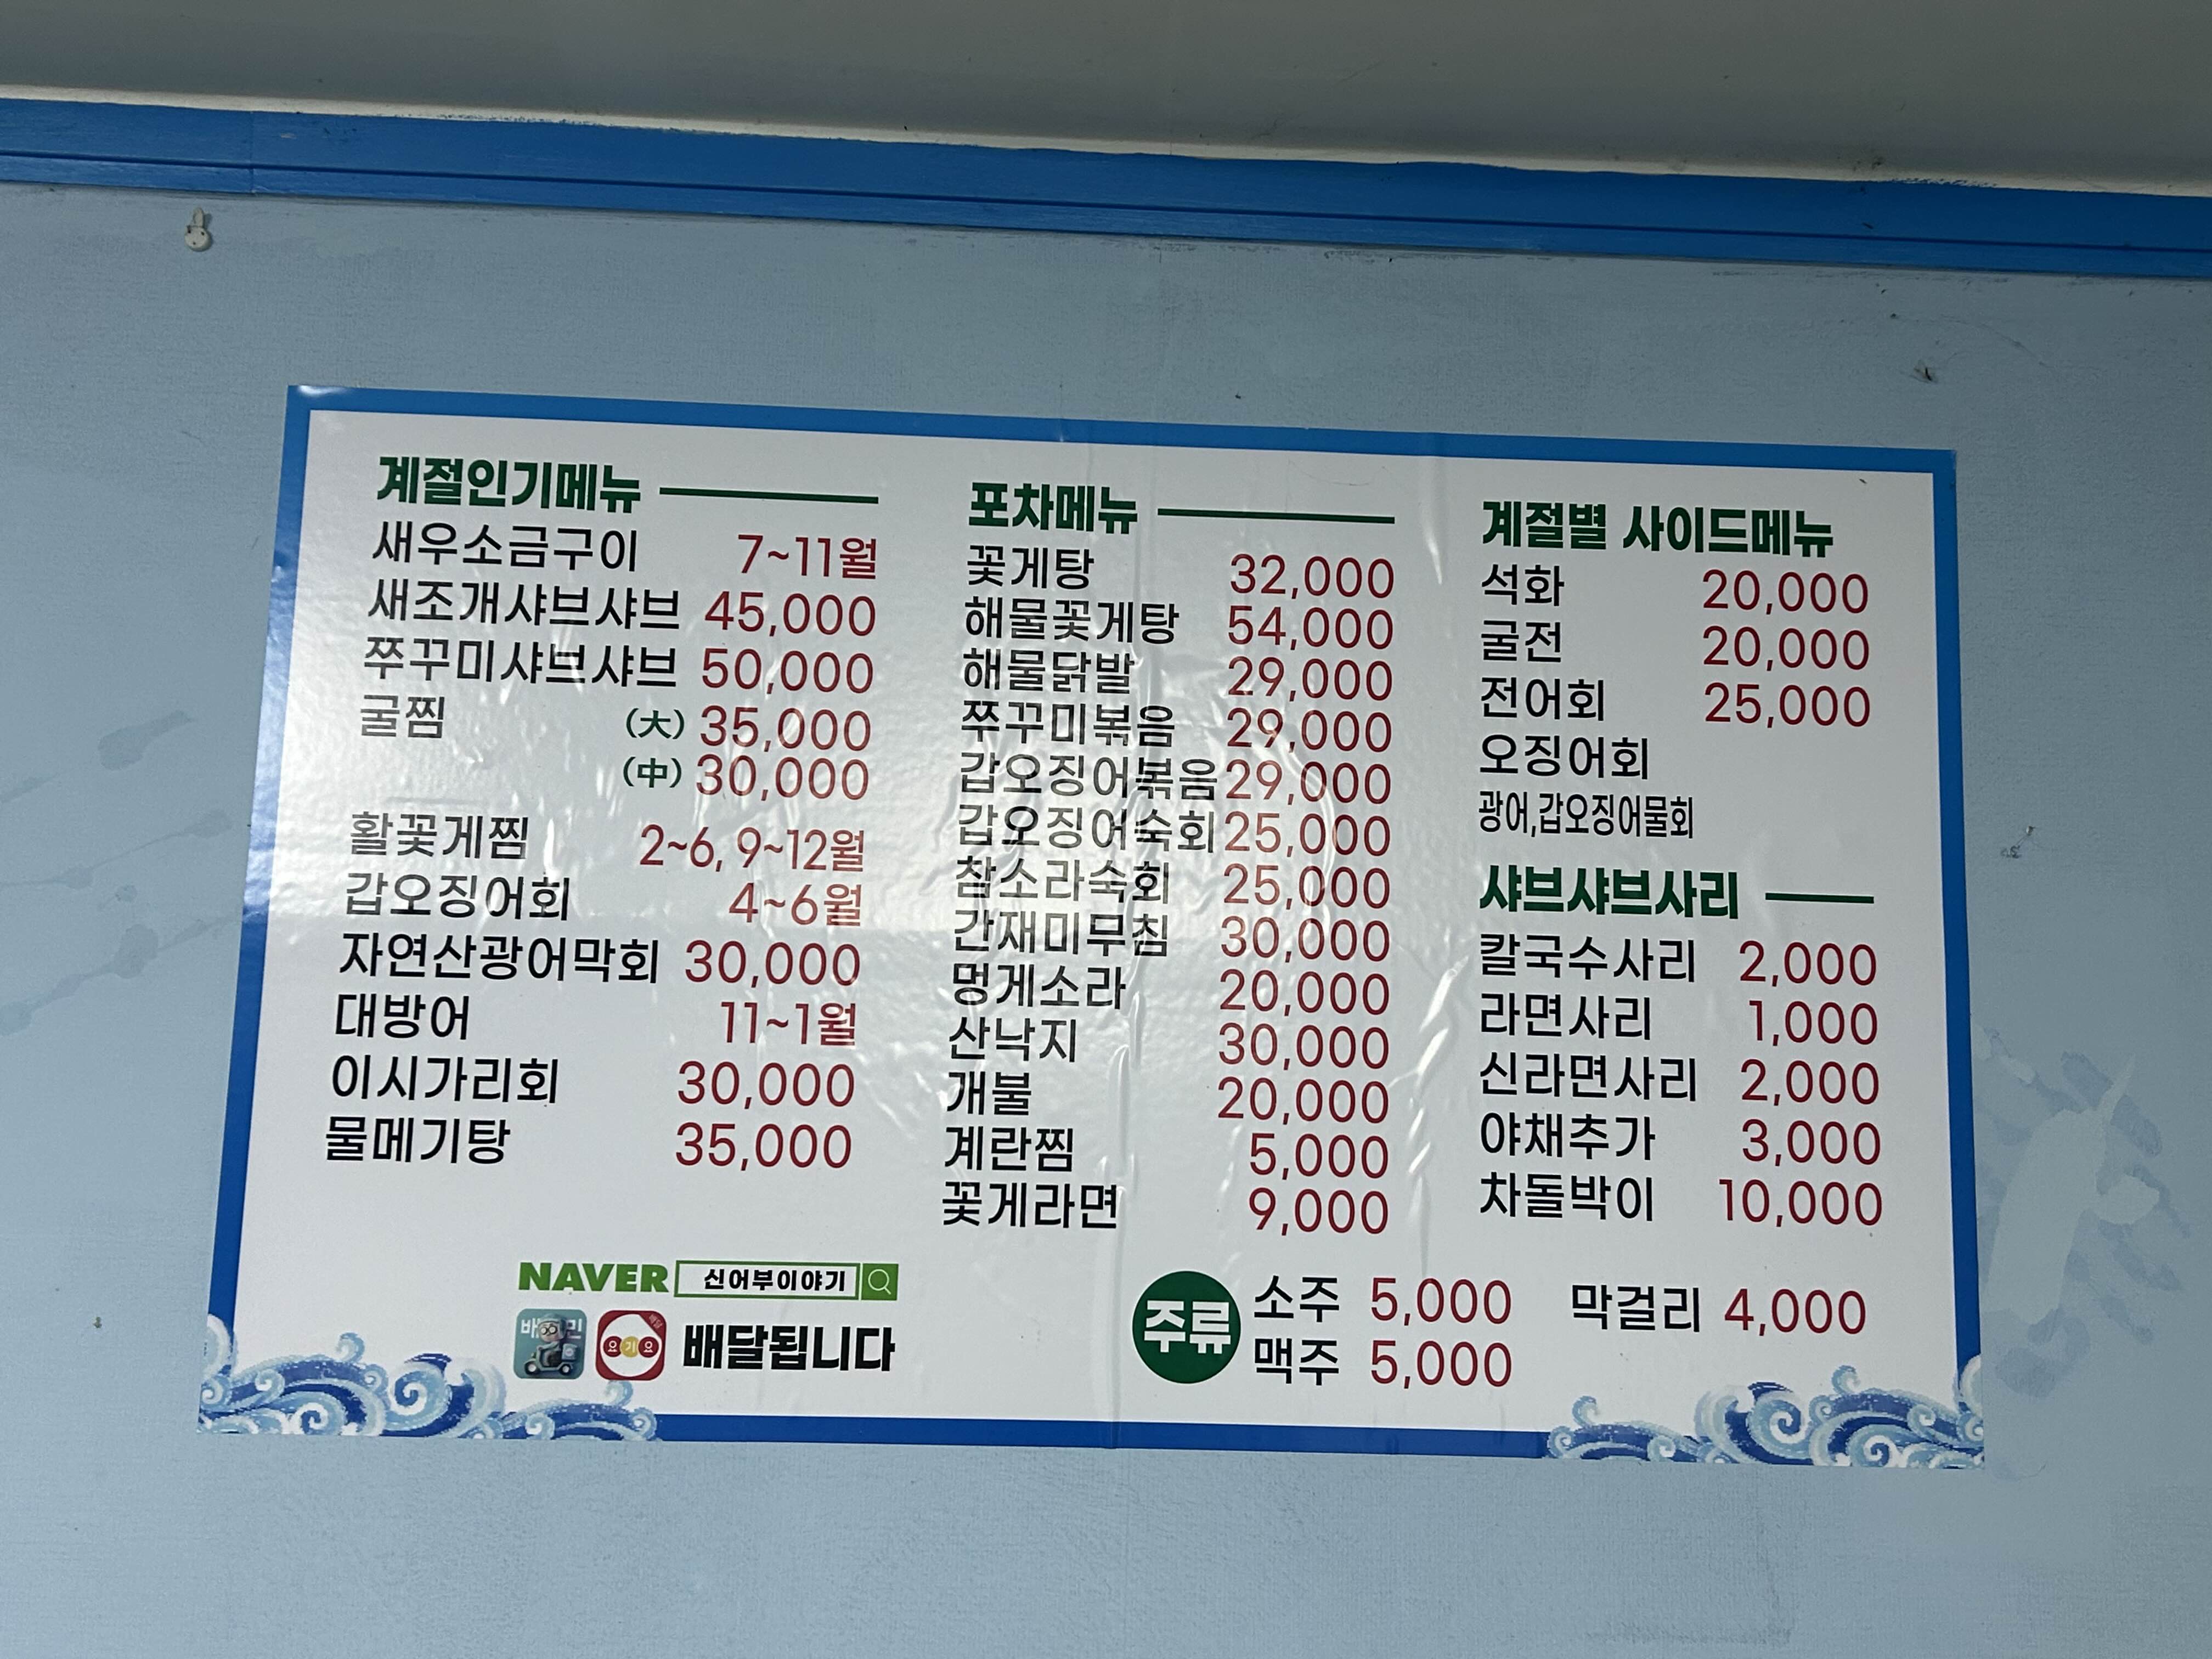 계절인기메뉴
새우소금구이 7~11월
새조개샤브샤브 45,000
쭈꾸미샤브샤브 50,000
굴찜 (大) 35,000
(中) 30,000
활꽃게찜 2~6, 9~12월
갑오징어회 4~6월
자연산광어막회 30,000
대방어 11~1월
이시가리회 30,000
물메기탕 35,000
NAVER 신어부이야기
요기요 배달됩니다
포차메뉴
꽃게탕 32,000
해물꽃게탕 54,000
해물닭발 29,000
쭈꾸미볶음 29,000
갑오징어볶음 29,000
갑오징어숙회 25,000
참소라숙회 25,000
간재미무침 30,000
멍게소라 20,000
산낙지 30,000
개불 20,000
계란찜 5,000
꽃게라면 9,000
계절별 사이드메뉴
석화 20,000
굴전 20,000
전어회 25,000
오징어회
광어,갑오징어물회
샤브샤브사리
칼국수사리 2,000
라면사리 1,000
신라면사리 2,000
야채추가 3,000
차돌박이 10,000
주류
소주 5,000 막걸리 4,000
맥주 5,000